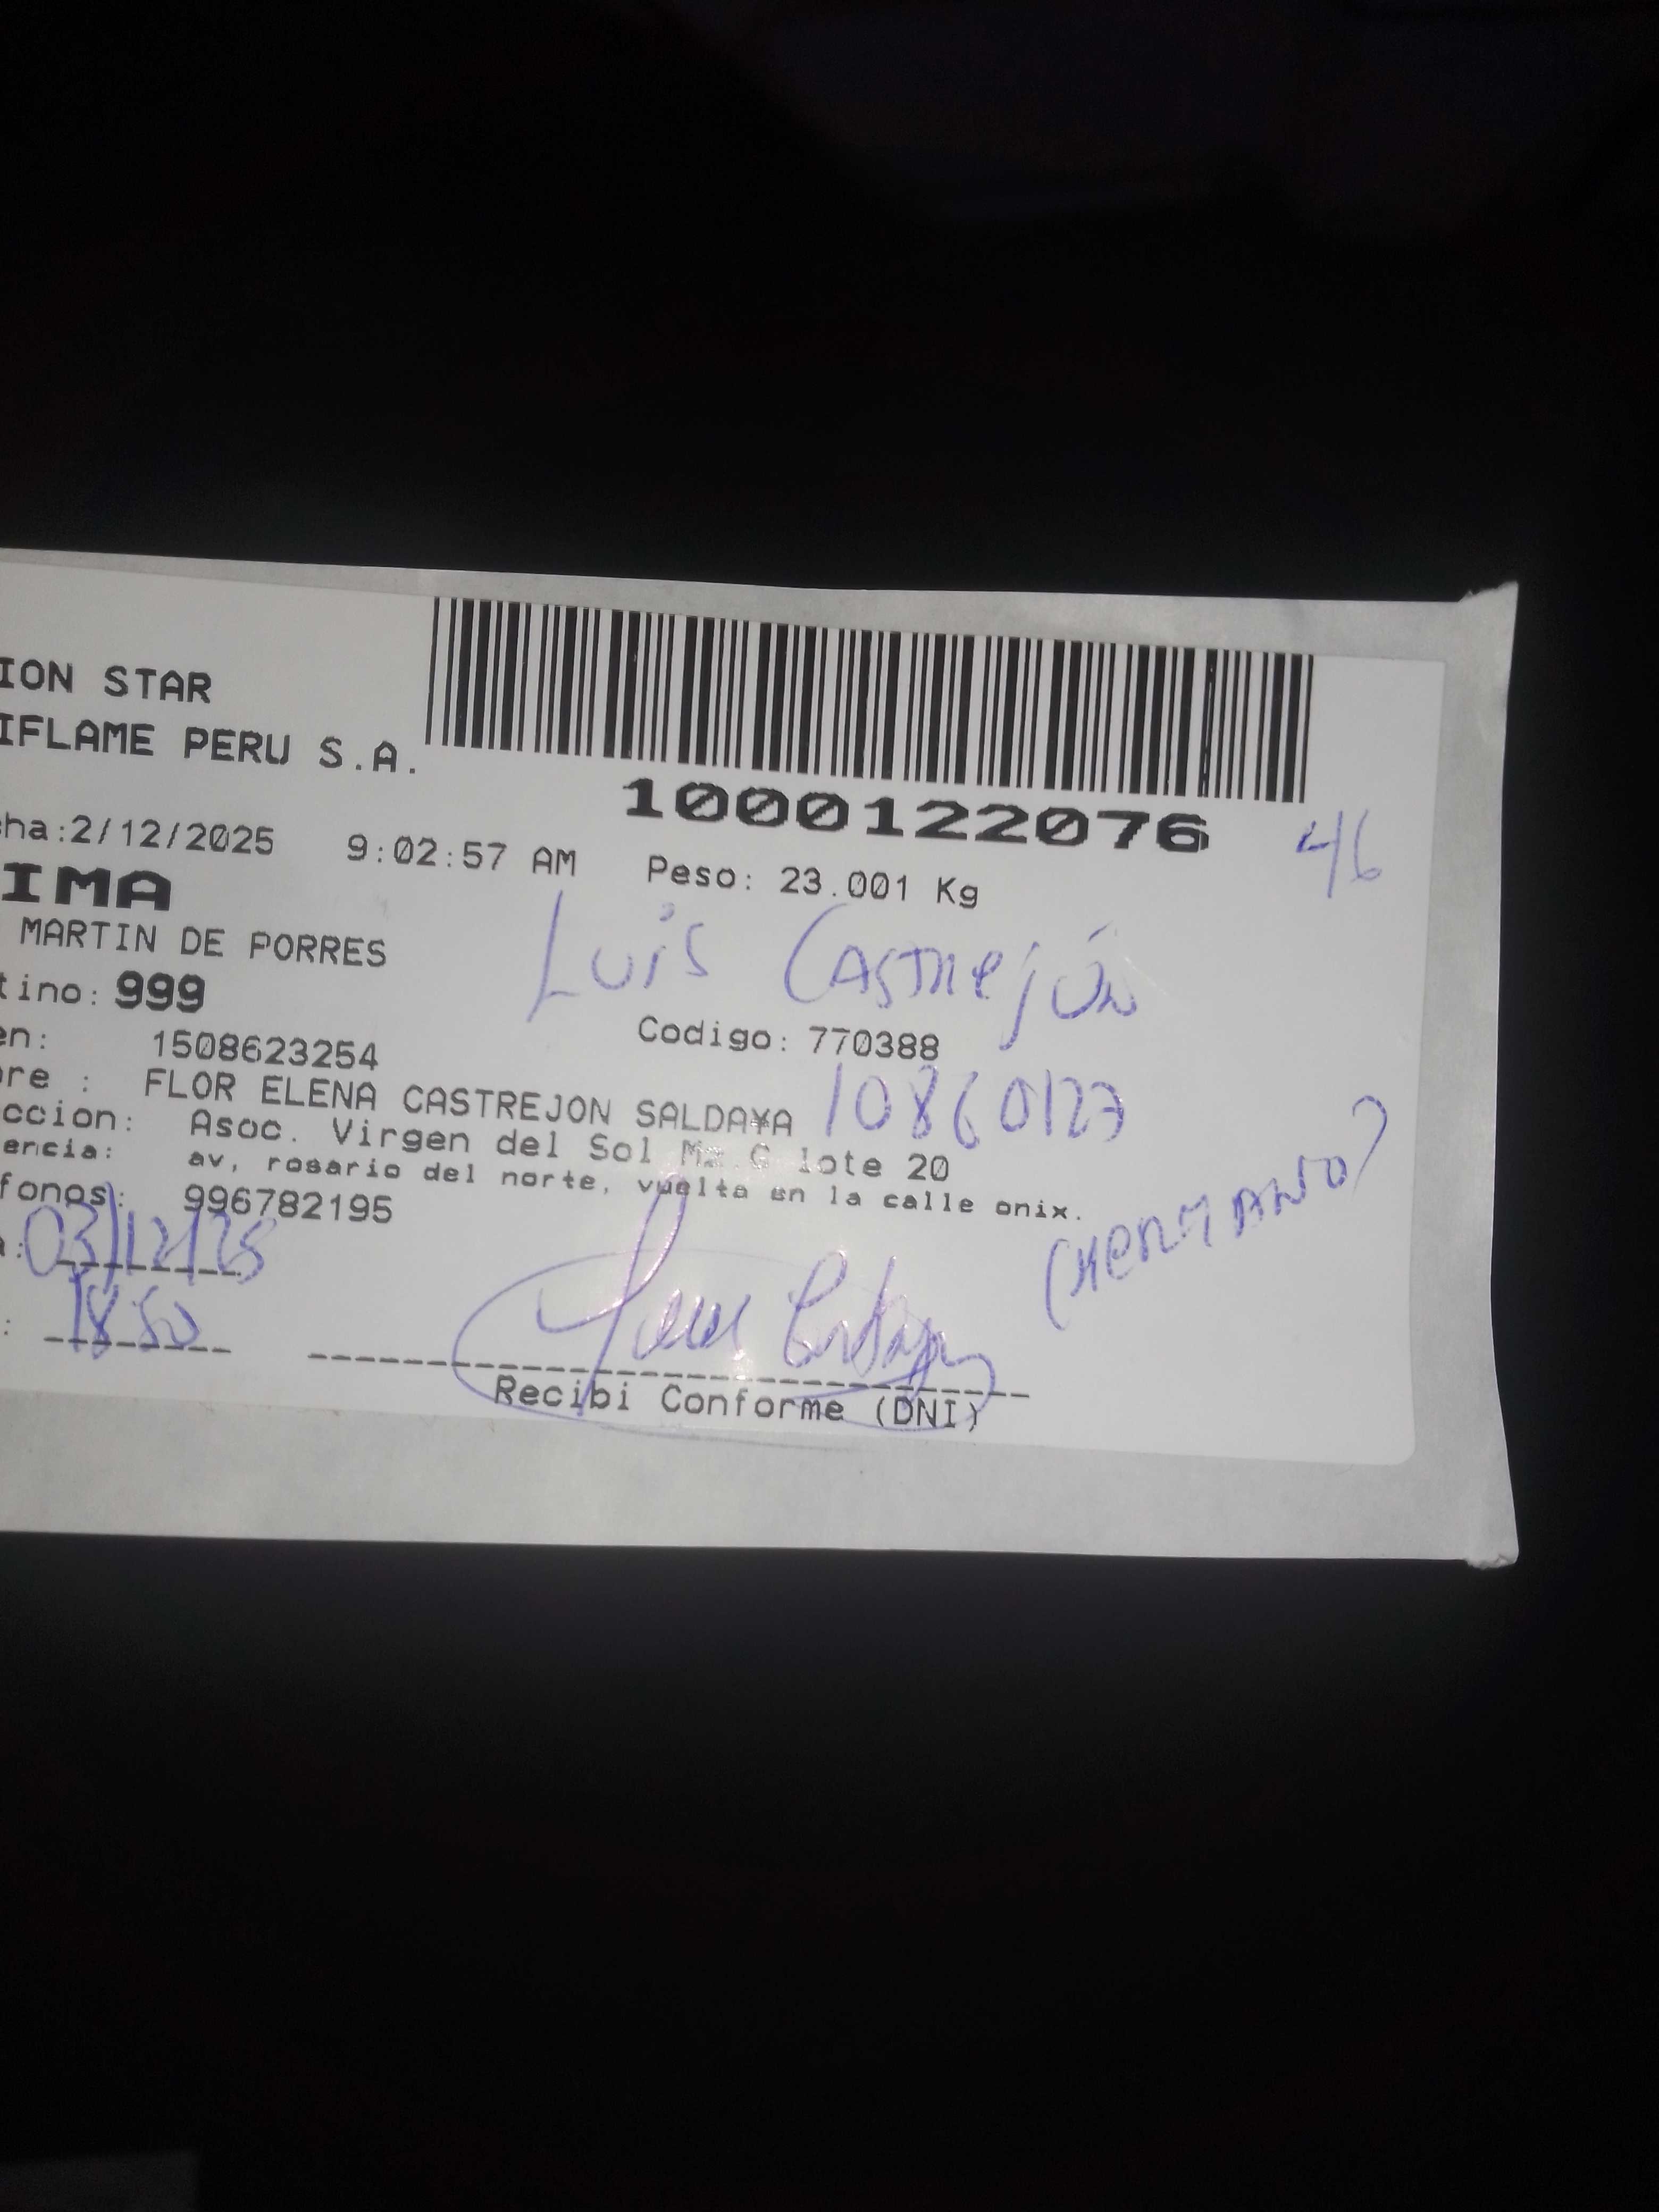 ION STAR
IFLAME PERU S.A.
1000122076
46
ha:2/12/2025 9:02:57 AM Peso: 23.001 Kg
IMA
MARTIN DE PORRES
Luis Castrejón
tino: 999
en: 1508623254 Codigo: 770388
re : FLOR ELENA CASTREJON SALDA¥A 10860127
ccion: Asoc. Virgen del Sol Mz.G lote 20
encia: av, rosario del norte, vuelta en la calle onix.
fonos: 996782195
(HERMANO)
a: 03/12/25
: 18:50
Recibi Conforme (DNI)